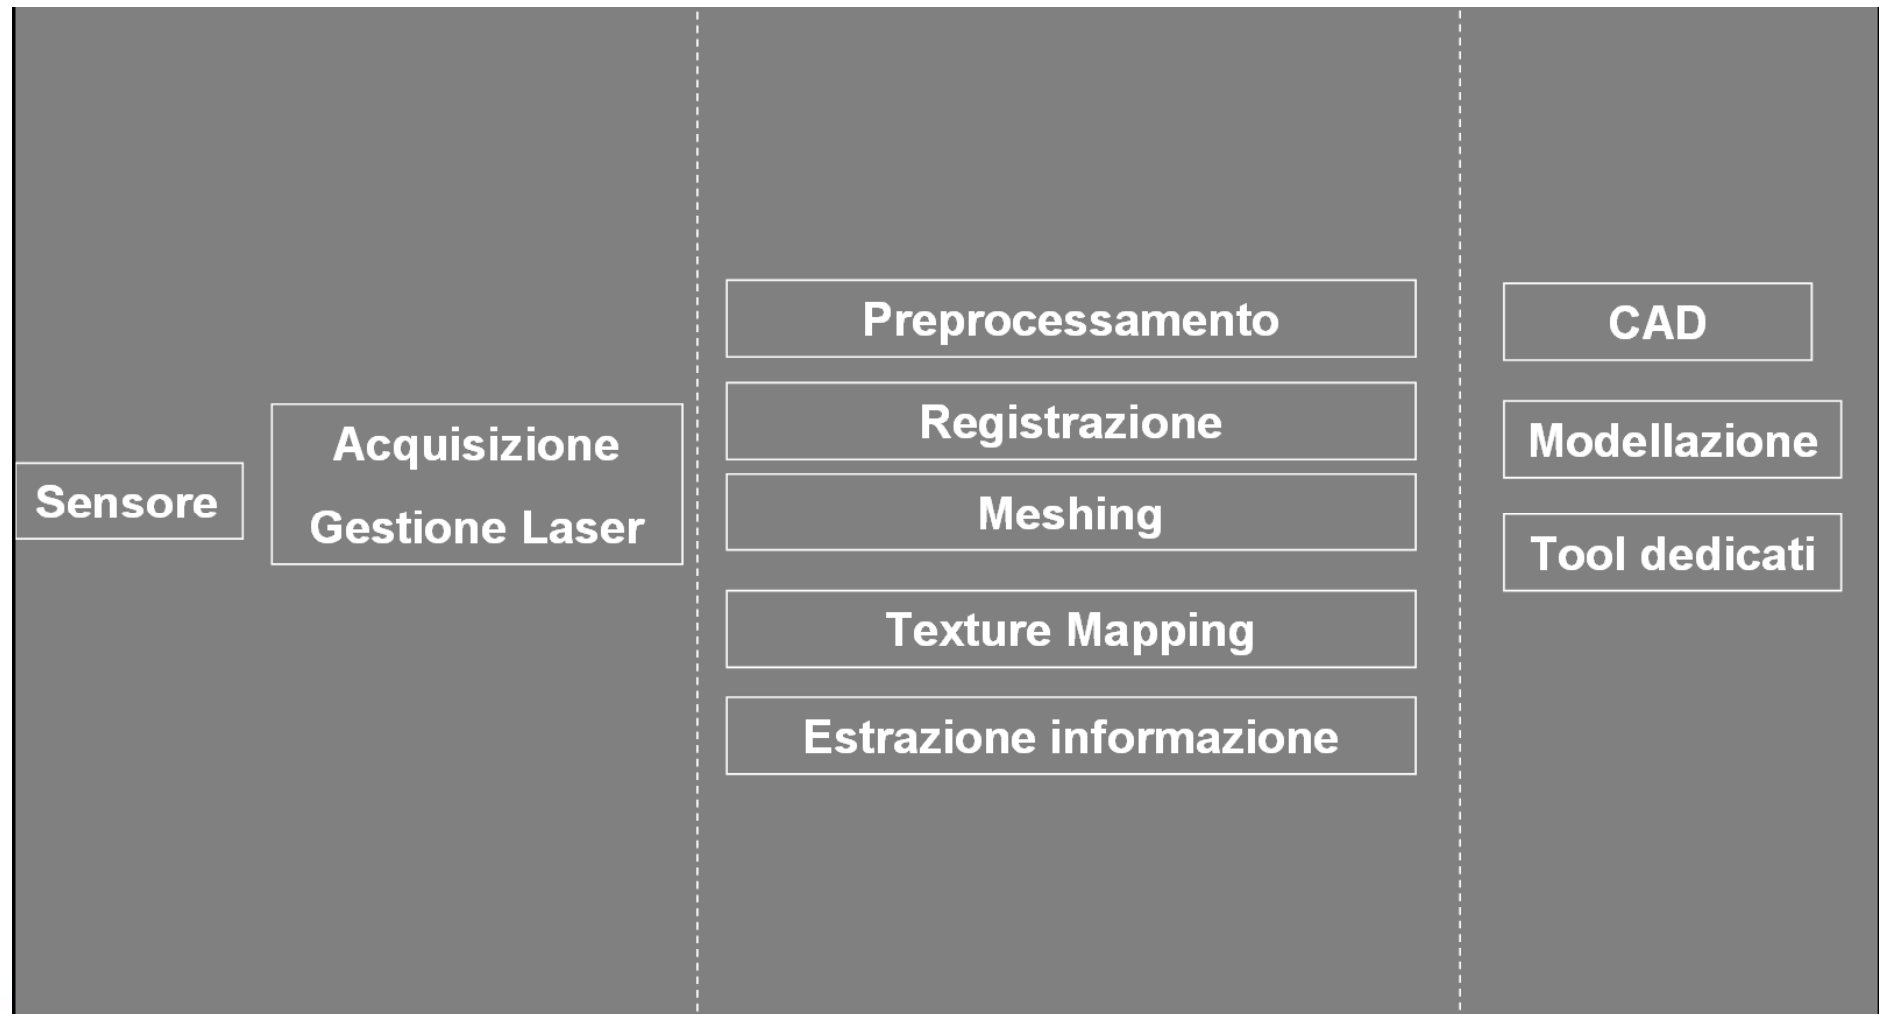 Sensore
Acquisizione
Gestione Laser
Preprocessamento
Registrazione
Meshing
Texture Mapping
Estrazione informazione
CAD
Modellazione
Tool dedicati